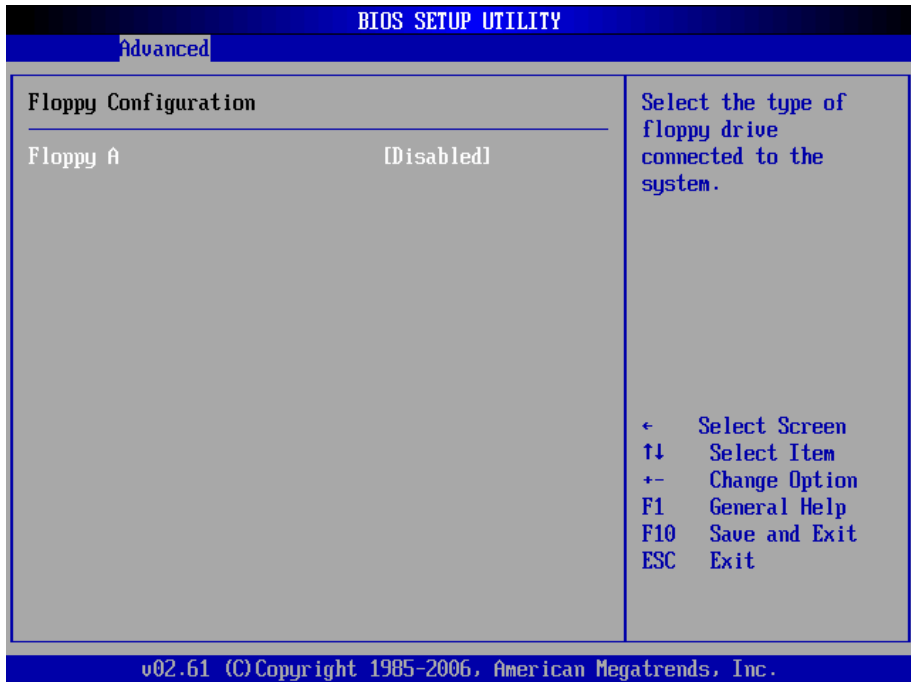 BIOS SETUP UTILITY
Advanced
Floppy Configuration
Floppy A [Disabled]
Select the type of
floppy drive
connected to the
system.
← Select Screen
↑↓ Select Item
+- Change Option
F1 General Help
F10 Save and Exit
ESC Exit
v02.61 (C)Copyright 1985-2006, American Megatrends, Inc.